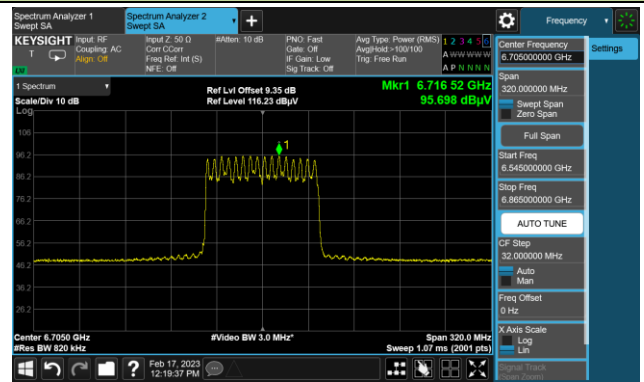 Spectrum Analyzer 1
Swept SA
Spectrum Analyzer 2
Swept SA
Frequency
KEYSIGHT
Input: RF
Coupling: AC
Align: Off
Input Z: 50 Ω
Corr CCorr
Freq Ref: Int (S)
NFE: Off
#Atten: 10 dB
PNO: Fast
Gate: Off
IF Gain: Low
Sig Track: Off
Avg Type: Power (RMS)
Avg|Hold >100/100
Trig: Free Run
1 2 3 4 5 6
A W W W W W
A P N N N N
1 Spectrum
Scale/Div 10 dB
Log
Ref Lvl Offset 9.35 dB
Ref Level 116.23 dBµV
Mkr1 6.716 52 GHz
95.698 dBµV
1
106
96.2
86.2
76.2
66.2
56.2
46.2
36.2
26.2
Center 6.7050 GHz
#Res BW 820 kHz
#Video BW 3.0 MHz*
Span 320.0 MHz
Sweep 1.07 ms (2001 pts)
Feb 17, 2023
12:19:37 PM
Center Frequency
6.705000000 GHz
Settings
Span
320.000000 MHz
Swept Span
Zero Span
Full Span
Start Freq
6.545000000 GHz
Stop Freq
6.865000000 GHz
AUTO TUNE
CF Step
32.000000 MHz
Auto
Man
Freq Offset
0 Hz
X Axis Scale
Log
Lin
Signal Track
(Span Zoom)